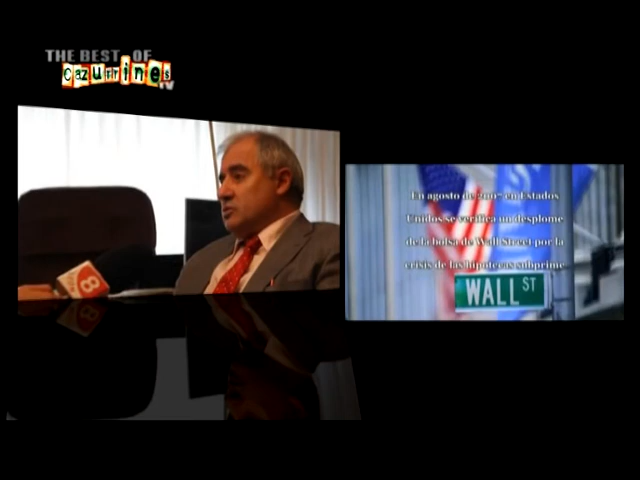 THE BEST OF
cazurines
TV
8
En agosto de 2007 en Estados
Unidos se verifica un desplome
de la bolsa de Wall Street por la
crisis de las hipotecas subprime
WALL ST